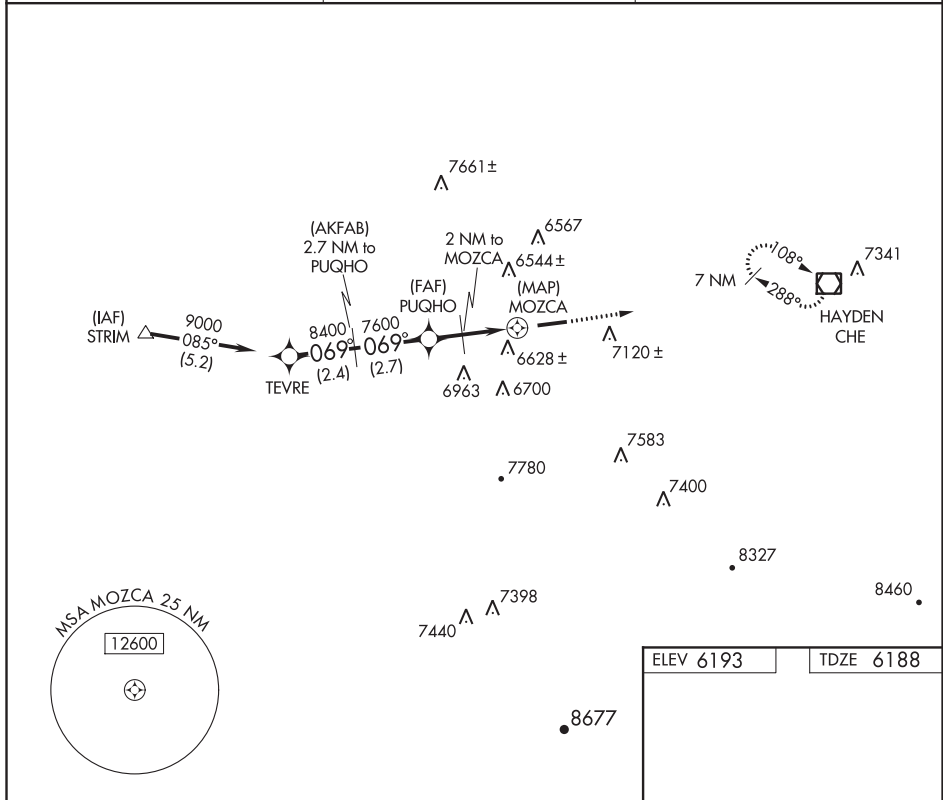 7661±
(AKFAB)
2.7 NM to
PUQHO
2 NM to
MOZCA
6567
6544±
(FAF)
PUQHO
(MAP)
MOZCA
7 NM
108°
288°
7341
HAYDEN
CHE
(IAF)
STRIM
9000
085°
(5.2)
TEVRE
8400
069°
(2.4)
7600
069°
(2.7)
6963
6628±
6700
7120±
7583
7780
7400
8327
8460
7398
7440
MSA MOZCA 25 NM
12600
ELEV 6193
TDZE 6188
8677